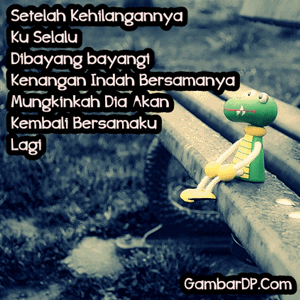 Setelah Kehilangannya
Ku Selalu
Dibayang bayangi
Kenangan Indah Bersamanya
Mungkinkah Dia Akan
Kembali Bersamaku
Lagi
GambarDP.Com